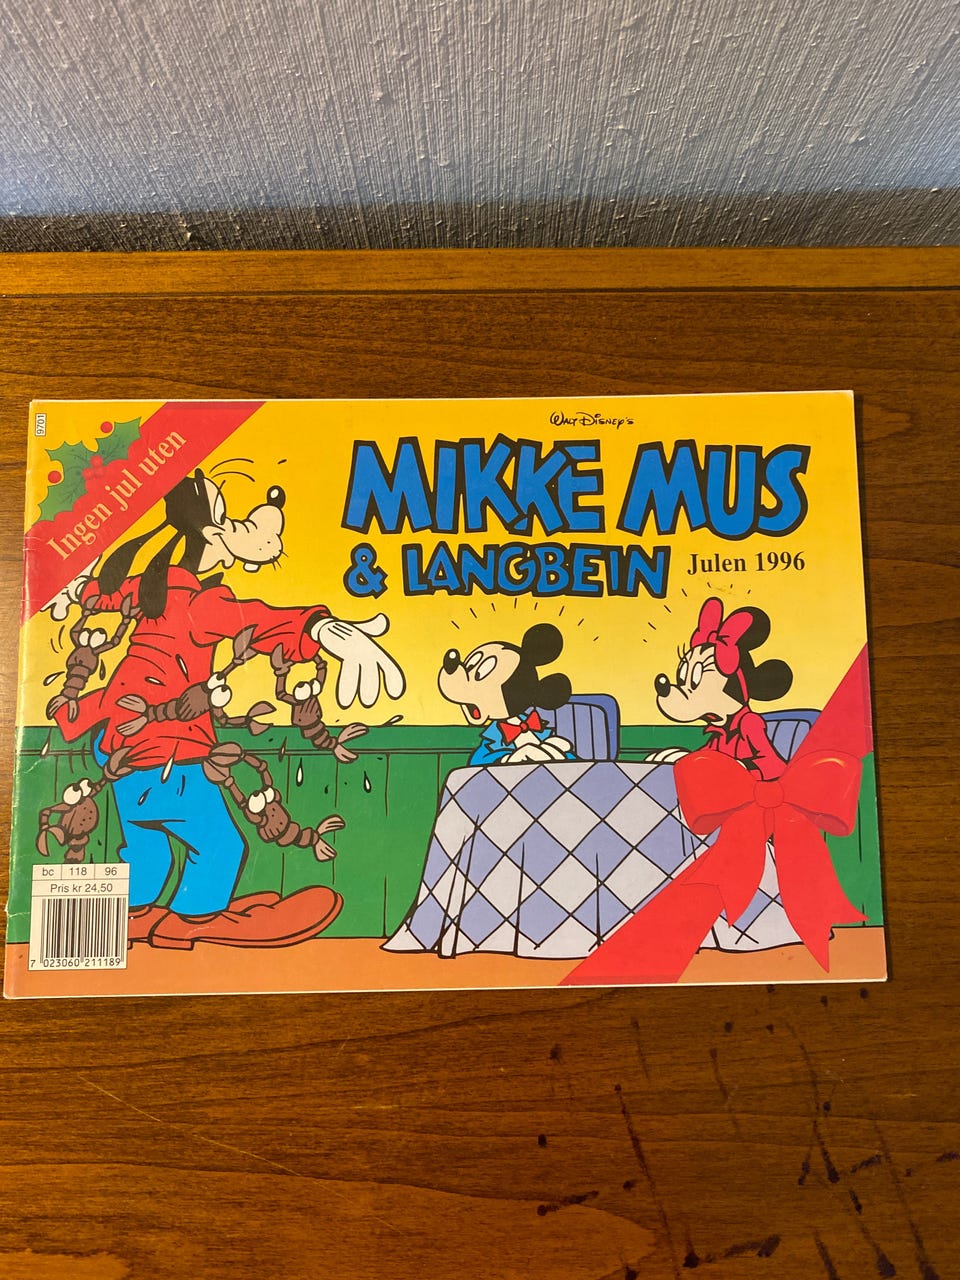 9701
Ingen jul uten
WALT DISNEY'S
MIKKE MUS
& LANGBEIN
Julen 1996
bc 118 96
Pris kr 24,50
7 023060 211189